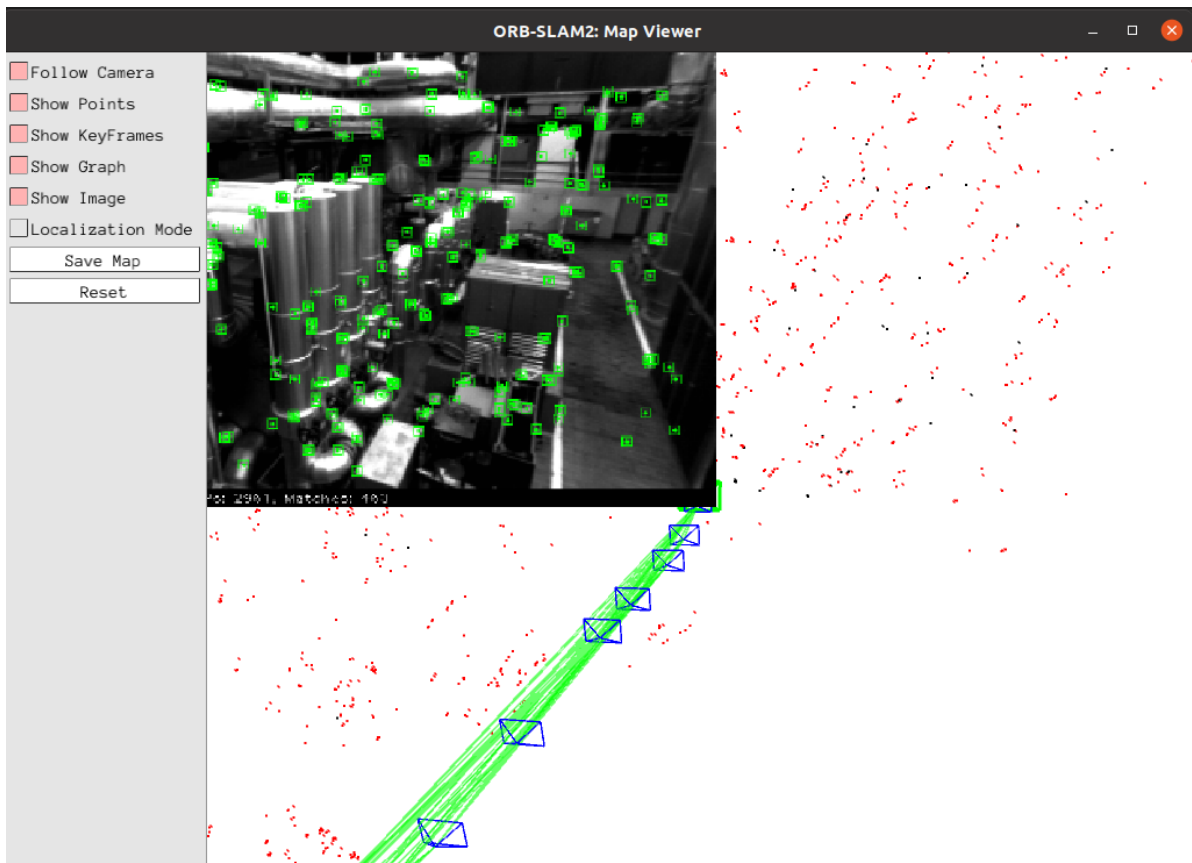 ORB-SLAM2: Map Viewer
Follow Camera
Show Points
Show KeyFrames
Show Graph
Show Image
Localization Mode
Save Map
Reset
Matches: